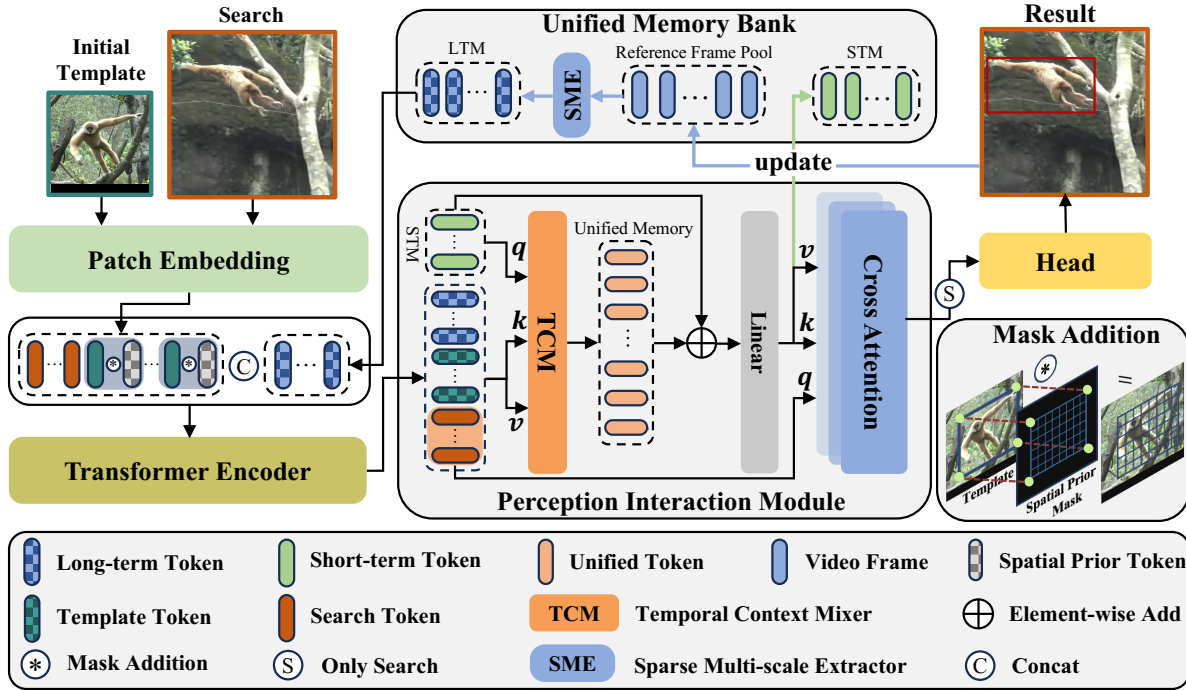 Search
Initial
Template
Unified Memory Bank
LTM
SME
Reference Frame Pool
STM
Result
update
Patch Embedding
C
Transformer Encoder
STM
q
k
v
TCM
Unified Memory
Linear
v
k
q
Cross Attention
Perception Interaction Module
S
Head
Mask Addition
*
=
Template
Spatial Prior
Mask
Long-term Token
Short-term Token
Unified Token
Video Frame
Spatial Prior Token
Template Token
Search Token
TCM
Temporal Context Mixer
Element-wise Add
* Mask Addition
S Only Search
SME
Sparse Multi-scale Extractor
C Concat